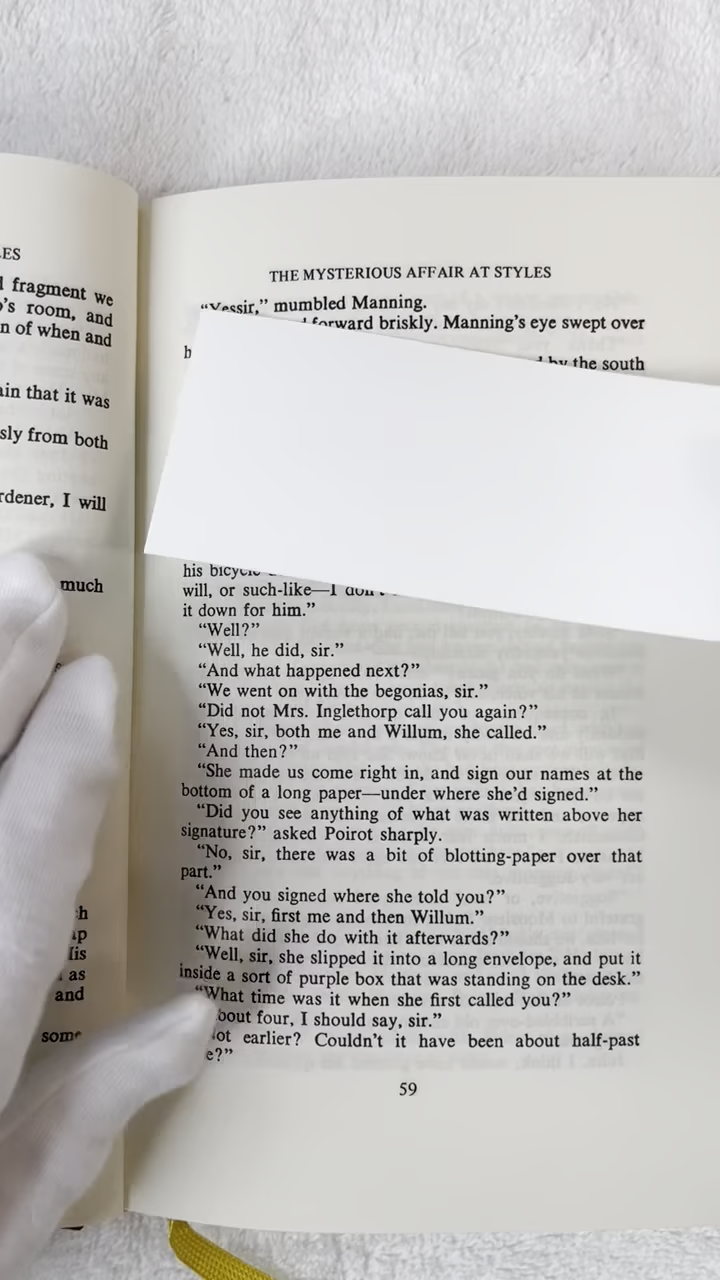 ES
fragment we
's room, and
n of when and
ain that it was
sly from both
rdener, I will
much
and
THE MYSTERIOUS AFFAIR AT STYLES
“Yessir,” mumbled Manning.
forward briskly. Manning’s eye swept over
by the south
his bicycle
will, or such-like—I don’t
it down for him.”
“Well?”
“Well, he did, sir.”
“And what happened next?”
“We went on with the begonias, sir.”
“Did not Mrs. Inglethorp call you again?”
“Yes, sir, both me and Willum, she called.”
“And then?”
“She made us come right in, and sign our names at the
bottom of a long paper—under where she’d signed.”
“Did you see anything of what was written above her
signature?” asked Poirot sharply.
“No, sir, there was a bit of blotting-paper over that
part.”
“And you signed where she told you?”
“Yes, sir, first me and then Willum.”
“What did she do with it afterwards?”
“Well, sir, she slipped it into a long envelope, and put it
inside a sort of purple box that was standing on the desk.”
“What time was it when she first called you?”
bout four, I should say, sir.”
ot earlier? Couldn’t it have been about half-past
e?”
59